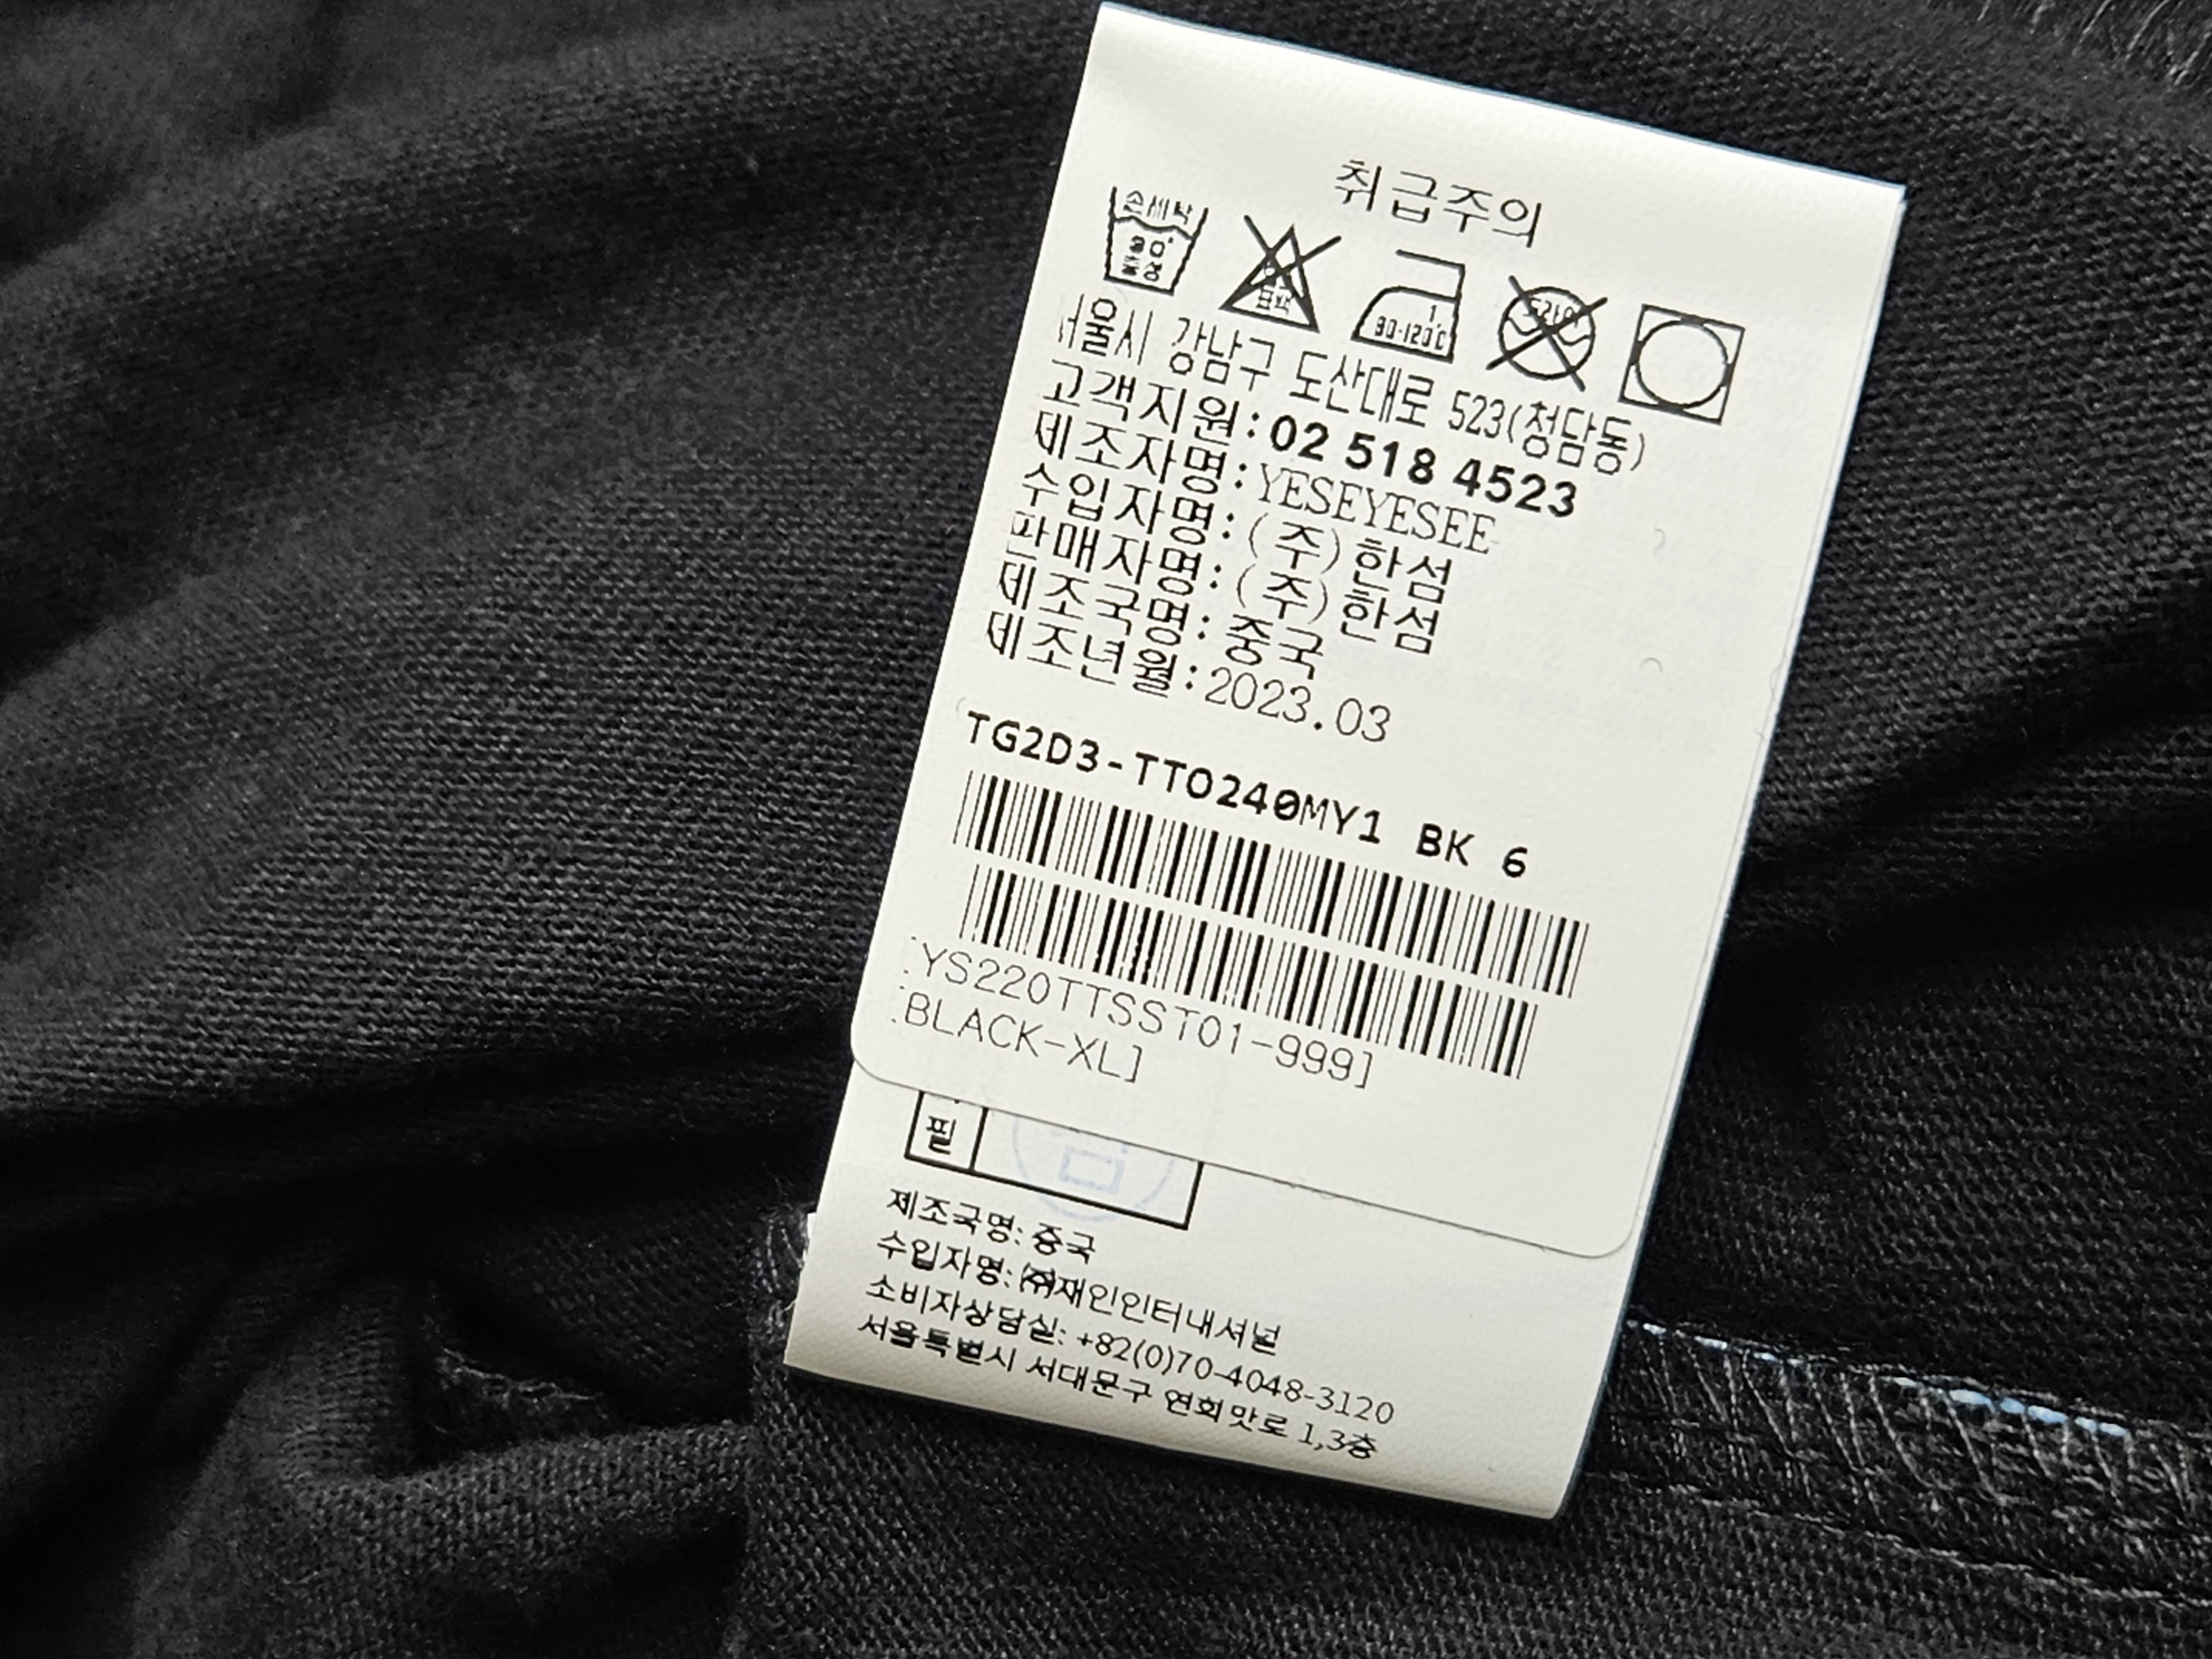 취급주의
손세탁
30°
중성
표백
1
80-120℃
드라이
서울시 강남구 도산대로 523(청담동)
고객지원:02 518 4523
제조자명:YESEYESEE
수입자명:(주)한섬
판매자명:(주)한섬
제조국명:중국
제조년월:2023.03
TG2D3-TTO240MY1 BK 6
YS220TTSST01-999]
BLACK-XL]
필
제조국명: 중국
수입자명:㈜재인인터내셔널
소비자상담실: +82(0)70-4048-3120
서울특별시 서대문구 연희맛로 1,3층